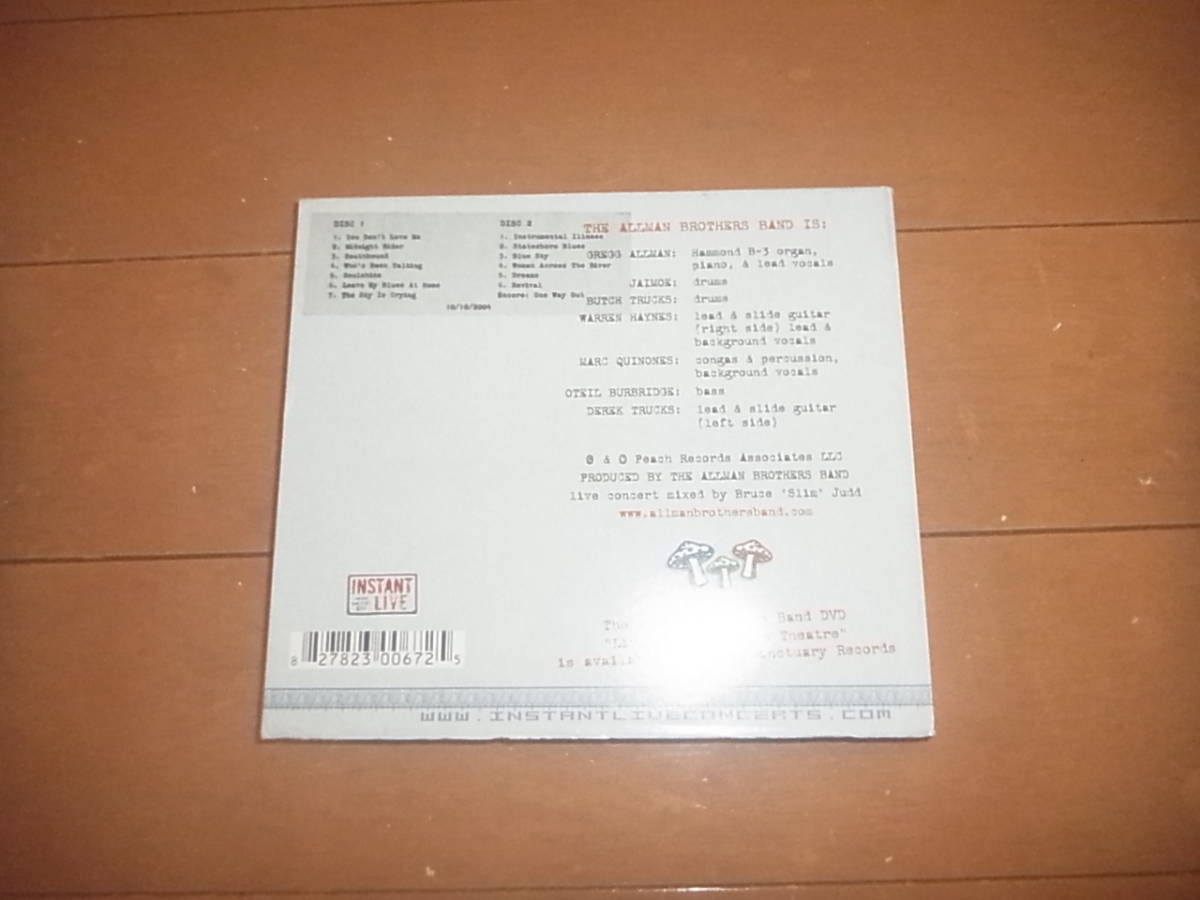 DISC 1
1. You Don't Love Me
2. Midnight Rider
3. Southbound
4. Who's Been Talking
5. Soulshine
6. Leave My Blues At Home
7. The Sky Is Crying
DISC 2
1. Instrumental Illness
2. Statesboro Blues
3. Blue Sky
4. Woman Across The River
5. Dreams
6. Revival
Encore: One Way Out
THE ALLMAN BROTHERS BAND IS:
GREGG ALLMAN: Hammond B-3 organ,
piano, & lead vocals
JAIMOE: drums
BUTCH TRUCKS: drums
WARREN HAYNES: lead & slide guitar
(right side) lead &
background vocals
MARC QUINONES: congas & percussion,
background vocals
OTEIL BURBRIDGE: bass
DEREK TRUCKS: lead & slide guitar
(left side)
℗ & © Peach Records Associates LLC
PRODUCED BY THE ALLMAN BROTHERS BAND
live concert mixed by Bruce 'Slim' Judd
www.allmanbrothersband.com
Band DVD
Theatre"
is Records
INSTANT
LIVE
8 27823 00672 5
WWW.INSTANTLIVECONCERTS.COM